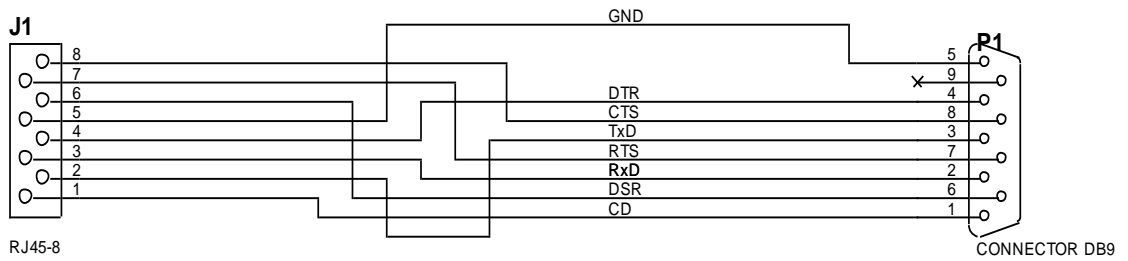 J1
GND
P1
8
7
6
5
4
3
2
1
DTR
CTS
TxD
RTS
RxD
DSR
CD
5
9
4
8
3
7
2
6
1
RJ45-8
CONNECTOR DB9